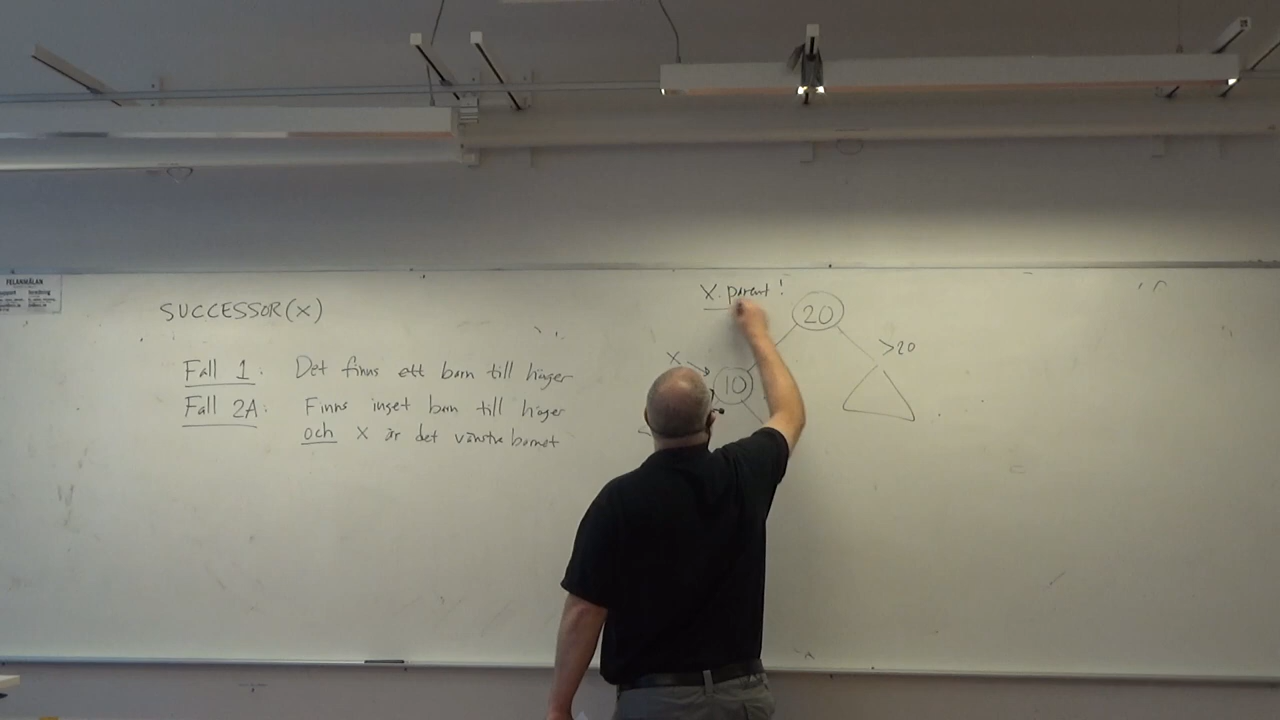 FELANMÄLAN
SUCCESSOR(X)
Fall 1: Det finns ett barn till höger
Fall 2A: Finns inget barn till höger
och X är det vänstra barnet
X.parent!
20
>20
X
10